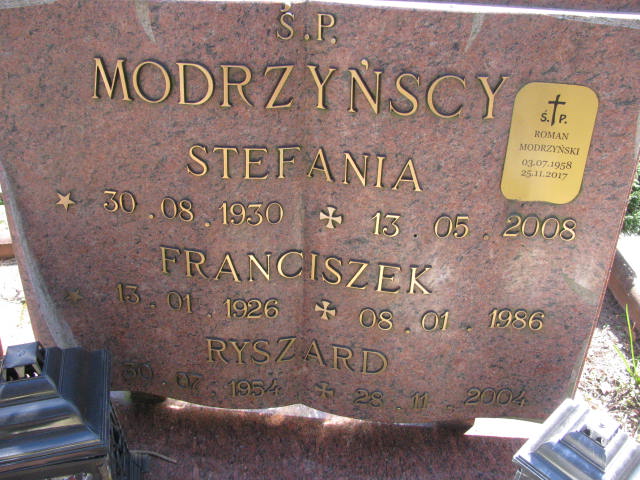 Ś.P.
MODRZYŃSCY
STEFANIA
30.08.1930 13.05.2008
FRANCISZEK
13.01.1926 08.01.1986
RYSZARD
30.07.1954 28.11.2004
Ś.P.
ROMAN
MODRZYŃSKI
03.07.1958
25.11.2017